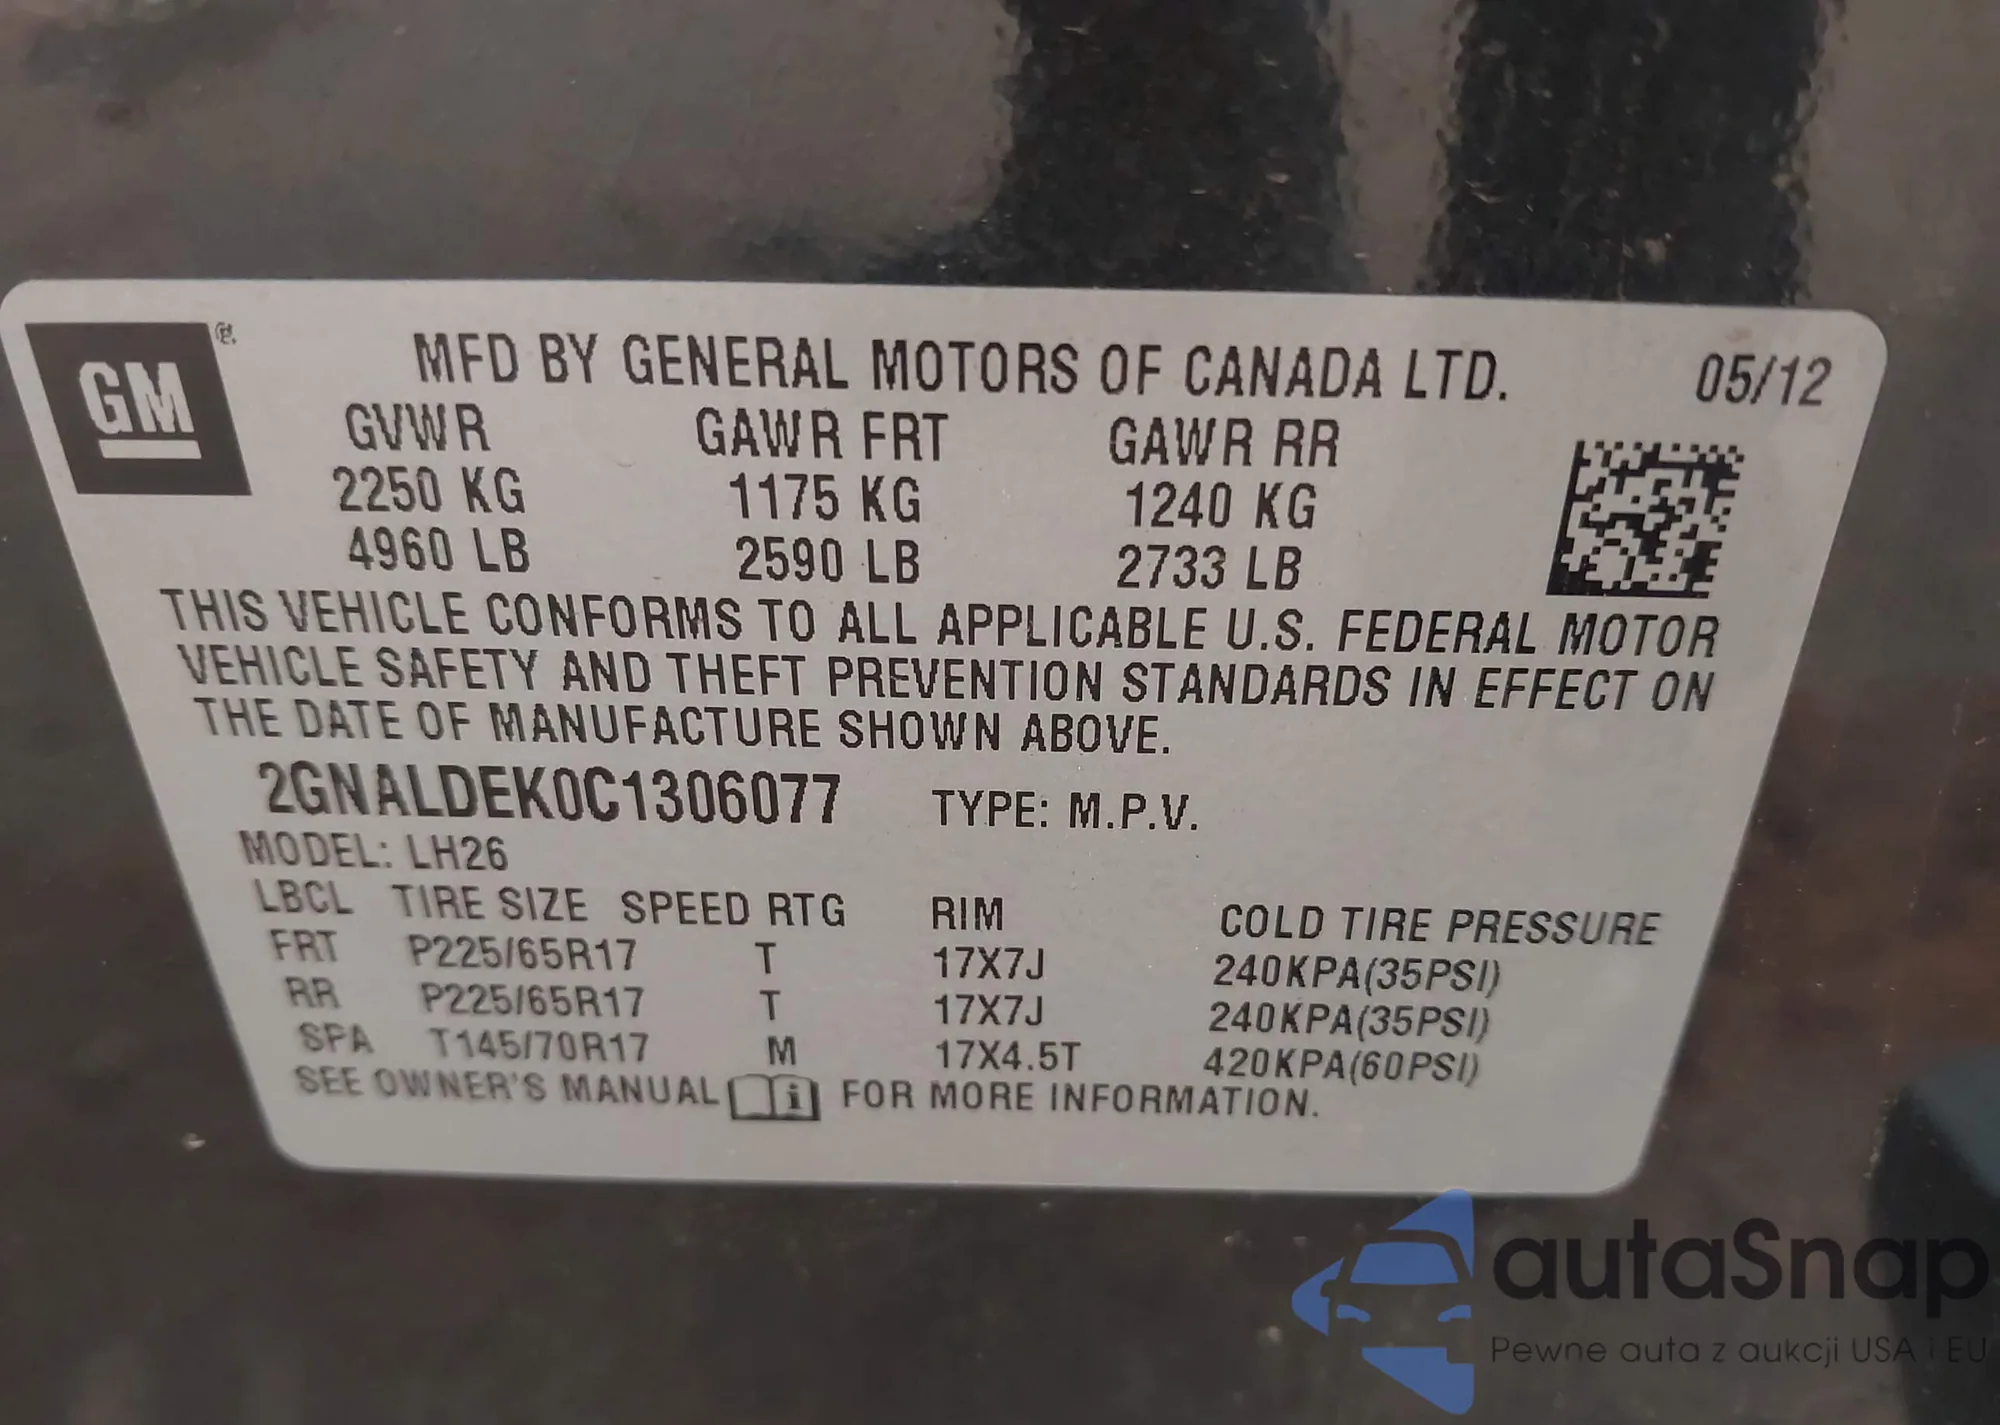 GM ®
MFD BY GENERAL MOTORS OF CANADA LTD. 05/12
GVWR GAWR FRT GAWR RR
2250 KG 1175 KG 1240 KG
4960 LB 2590 LB 2733 LB
THIS VEHICLE CONFORMS TO ALL APPLICABLE U.S. FEDERAL MOTOR
VEHICLE SAFETY AND THEFT PREVENTION STANDARDS IN EFFECT ON
THE DATE OF MANUFACTURE SHOWN ABOVE.
2GNALDEK0C1306077 TYPE: M.P.V.
MODEL: LH26
LBCL TIRE SIZE SPEED RTG RIM COLD TIRE PRESSURE
FRT P225/65R17 T 17X7J 240KPA(35PSI)
RR P225/65R17 T 17X7J 240KPA(35PSI)
SPA T145/70R17 M 17X4.5T 420KPA(60PSI)
SEE OWNER'S MANUAL i FOR MORE INFORMATION.
autaSnap
Pewne auta z aukcji USA i EU